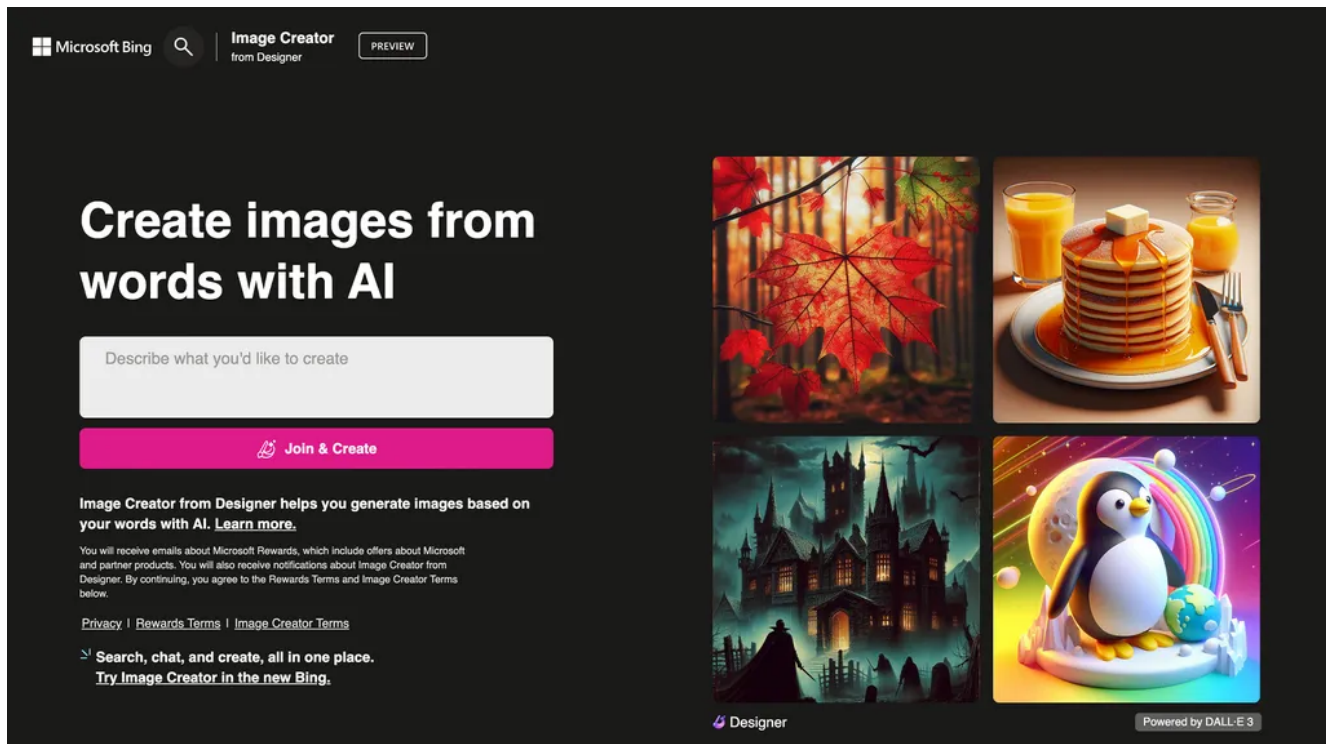 Microsoft Bing
Image Creator
from Designer
PREVIEW
Create images from
words with AI
Describe what you'd like to create
Join & Create
Image Creator from Designer helps you generate images based on
your words with AI. Learn more.
You will receive emails about Microsoft Rewards, which include offers about Microsoft
and partner products. You will also receive notifications about Image Creator from
Designer. By continuing, you agree to the Rewards Terms and Image Creator Terms
below.
Privacy | Rewards Terms | Image Creator Terms
Search, chat, and create, all in one place.
Try Image Creator in the new Bing.
Designer
Powered by DALL·E 3